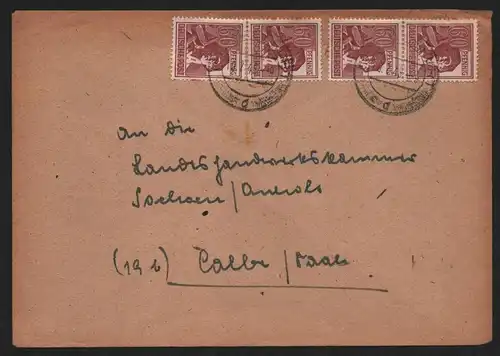 An die
Landeshandwerkskammer
Sachsen/Anhalt
(19b) Calbe/Saale